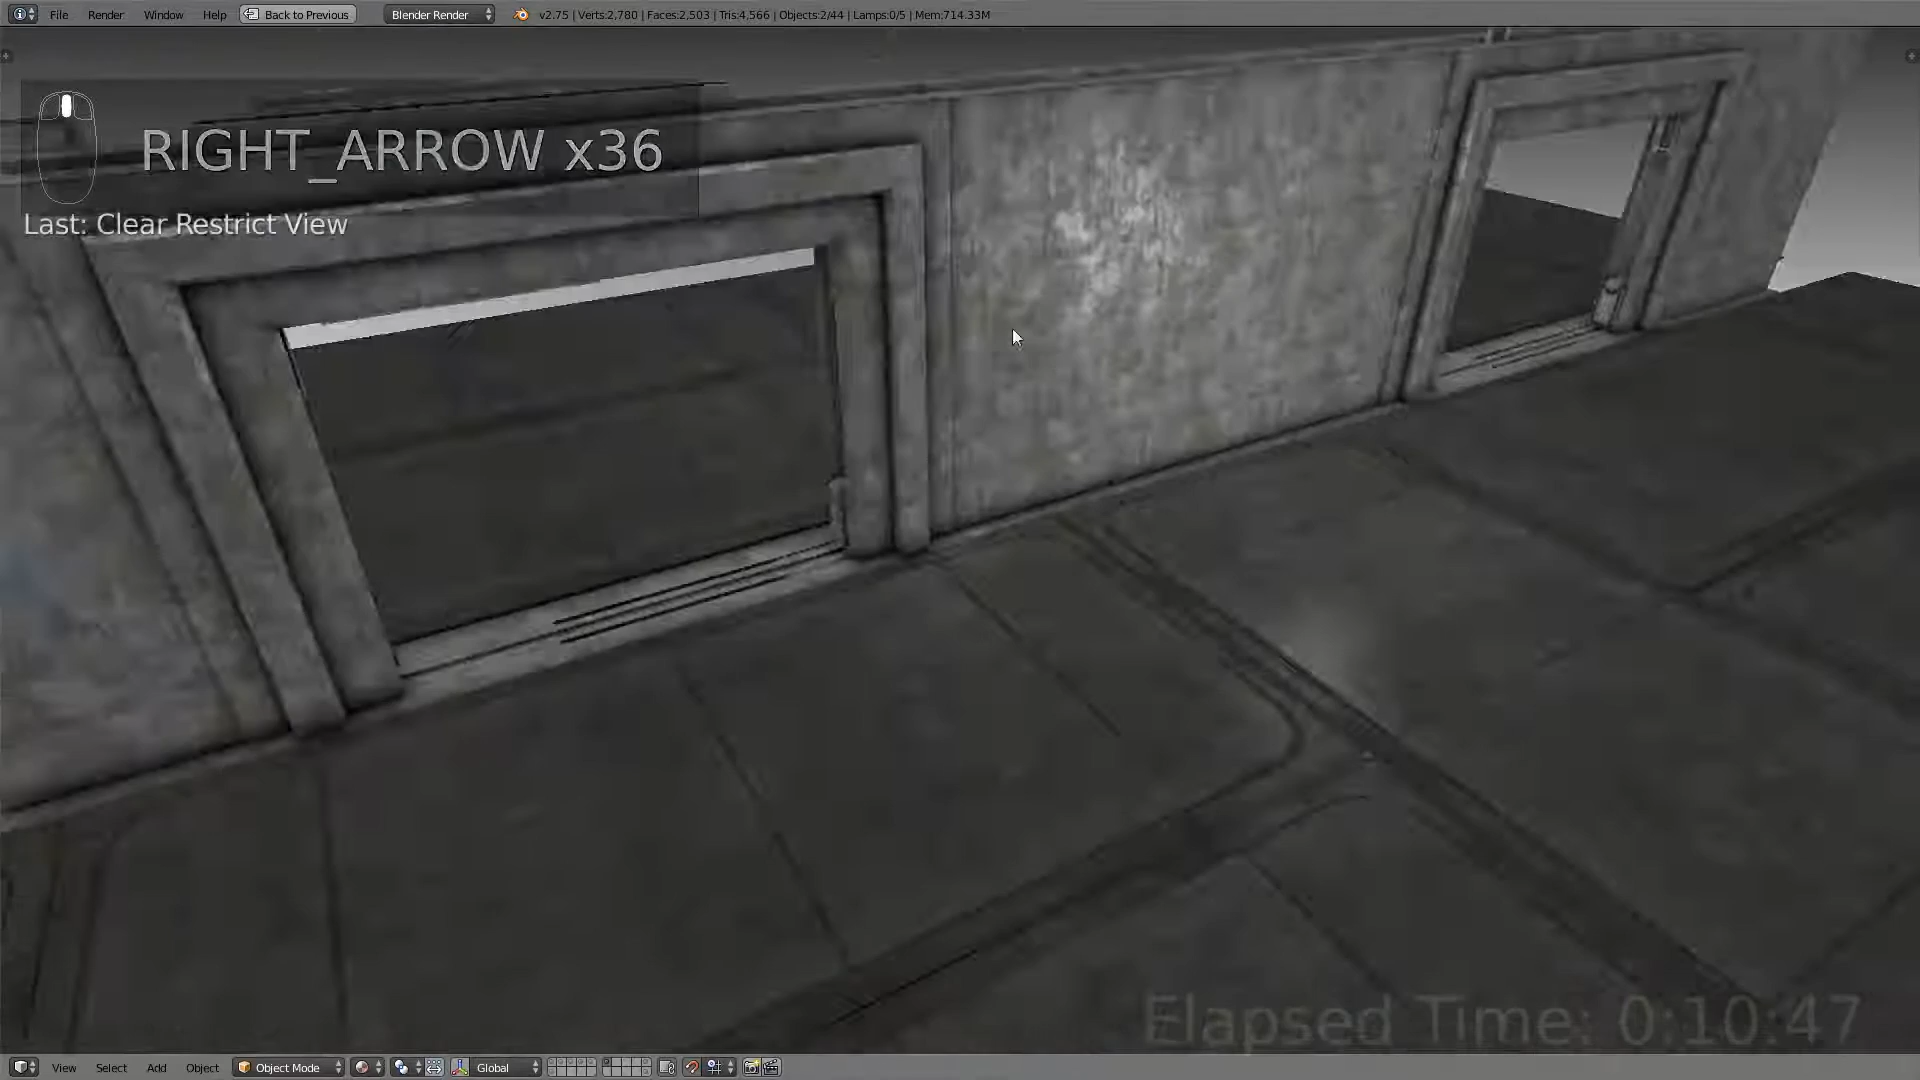 File Render Window Help Back to Previous Blender Render v2.75 | Verts:2,780 | Faces:2,503 | Tris:4,566 | Objects:2/44 | Lamps:0/5 | Mem:714.33M
RIGHT_ARROW x36
Last: Clear Restrict View
Elapsed Time: 0:10:47
View Select Add Object Object Mode Global